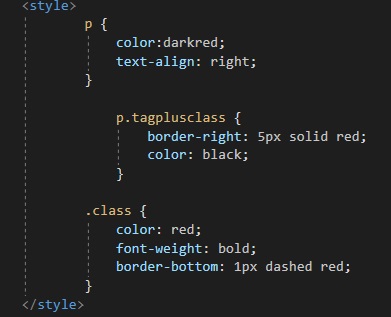 <style>
p {
color:darkred;
text-align: right;
}
p.tagplusclass {
border-right: 5px solid red;
color: black;
}
.class {
color: red;
font-weight: bold;
border-bottom: 1px dashed red;
}
</style>